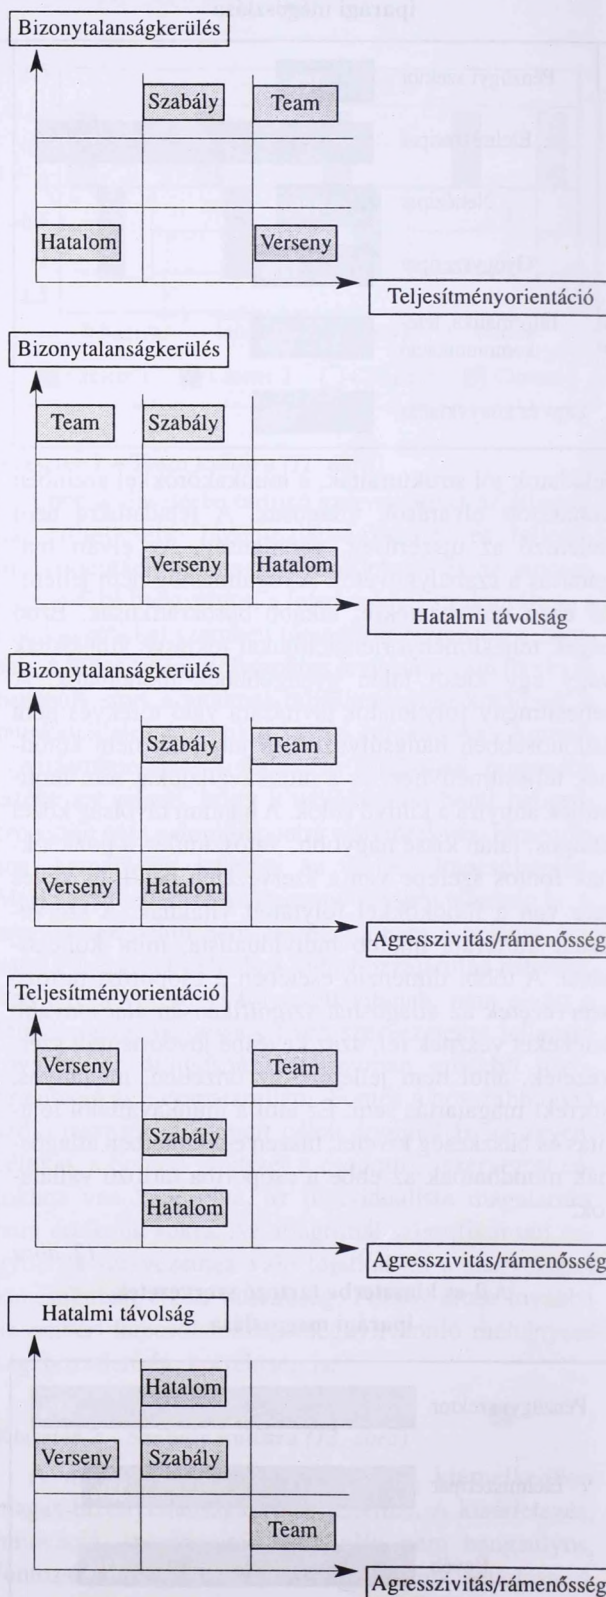 Bizonytalanságkerülés
Szabály Team
Hatalom Verseny
Teljesítményorientáció
Bizonytalanságkerülés
Team Szabály
Verseny Hatalom
Hatalmi távolság
Bizonytalanságkerülés
Szabály Team
Verseny Hatalom
Agresszivitás/rámenősség
Teljesítményorientáció
Verseny Team
Szabály
Hatalom
Agresszivitás/rámenősség
Hatalmi távolság
Hatalom
Verseny Szabály
Team
Agresszivitás/rámenősség